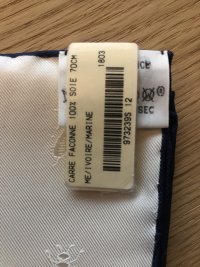 CARRE FACONNE 100% SOIE 70CM
1803
ME/IVOIRE/MARINE
9732395 12
SEC